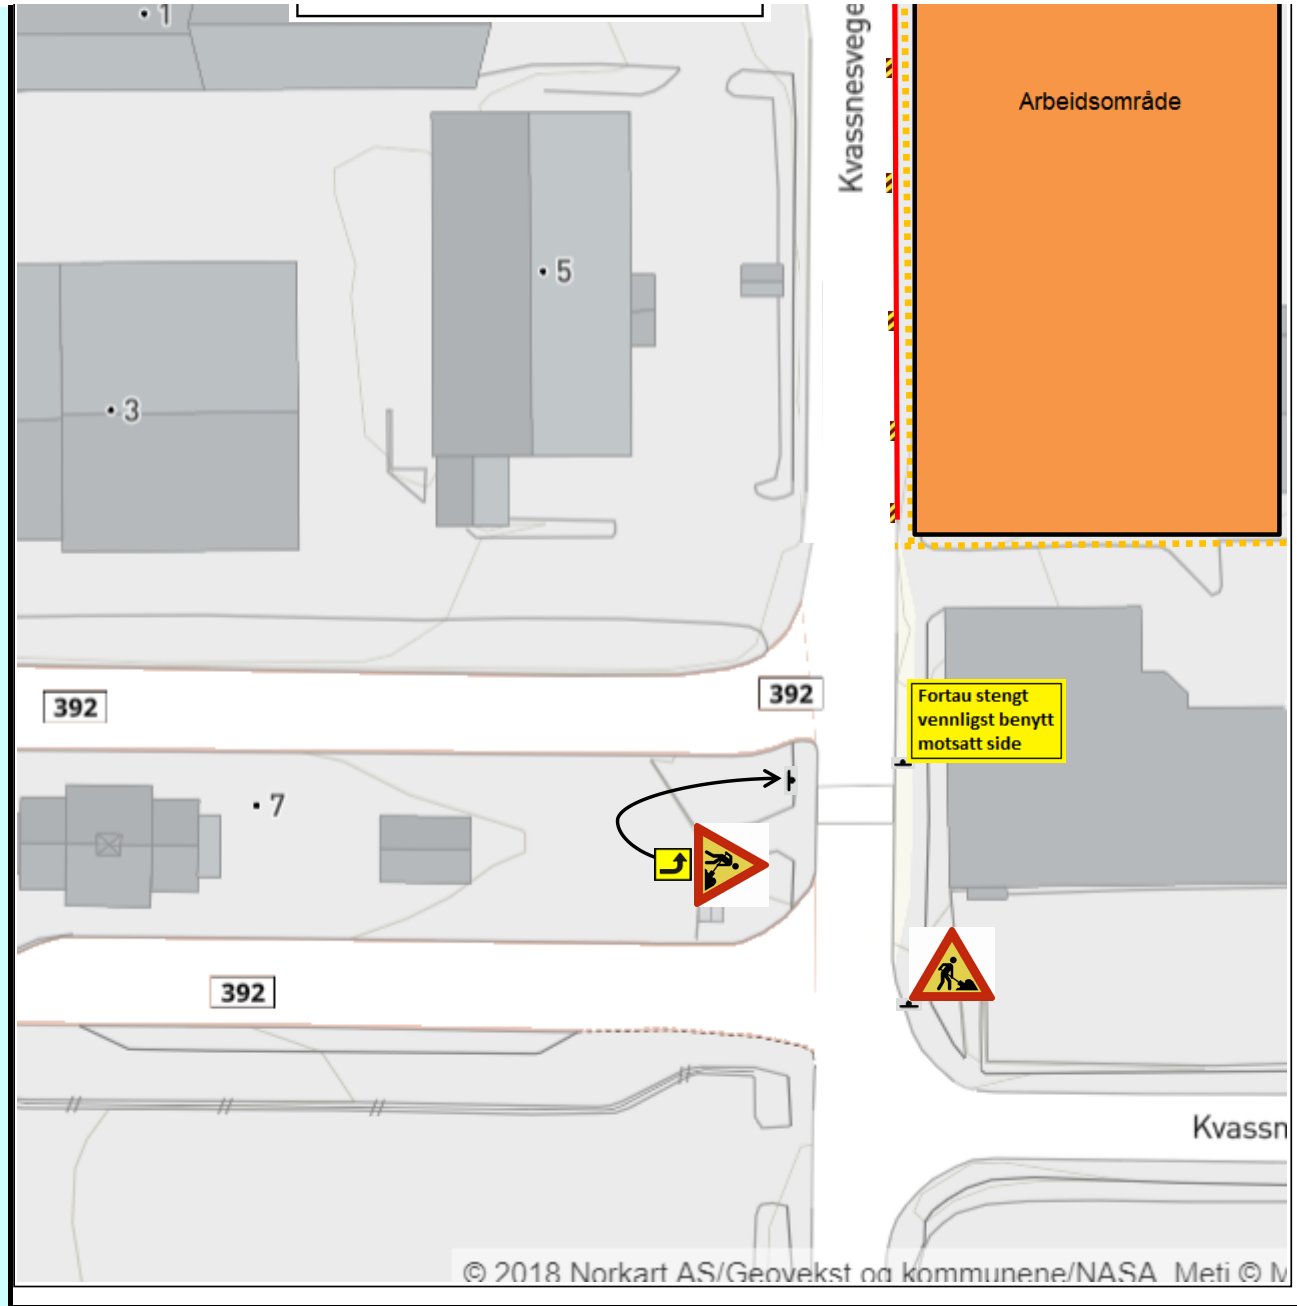 1
Kvassnesvege
Arbeidsområde
5
3
392
392
Fortau stengt
vennligst benytt
motsatt side
7
392
Kvassn
© 2018 Norkart AS/Geovekst og kommunene/NASA, Meti © M